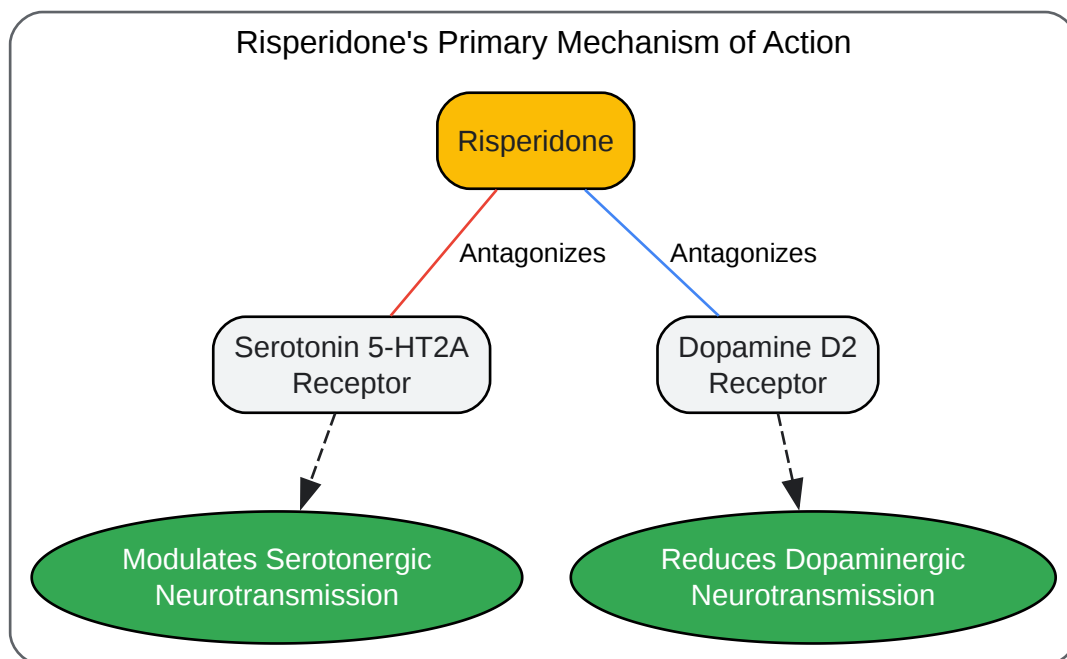 Risperidone's Primary Mechanism of Action
Risperidone
Antagonizes
Antagonizes
Serotonin 5-HT2A
Receptor
Dopamine D2
Receptor
Modulates Serotonergic
Neurotransmission
Reduces Dopaminergic
Neurotransmission